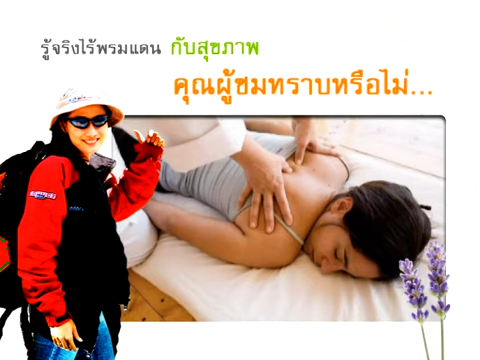 รู้จริงไร้พรมแดน กับสุขภาพ
คุณผู้ชมทราบหรือไม่...